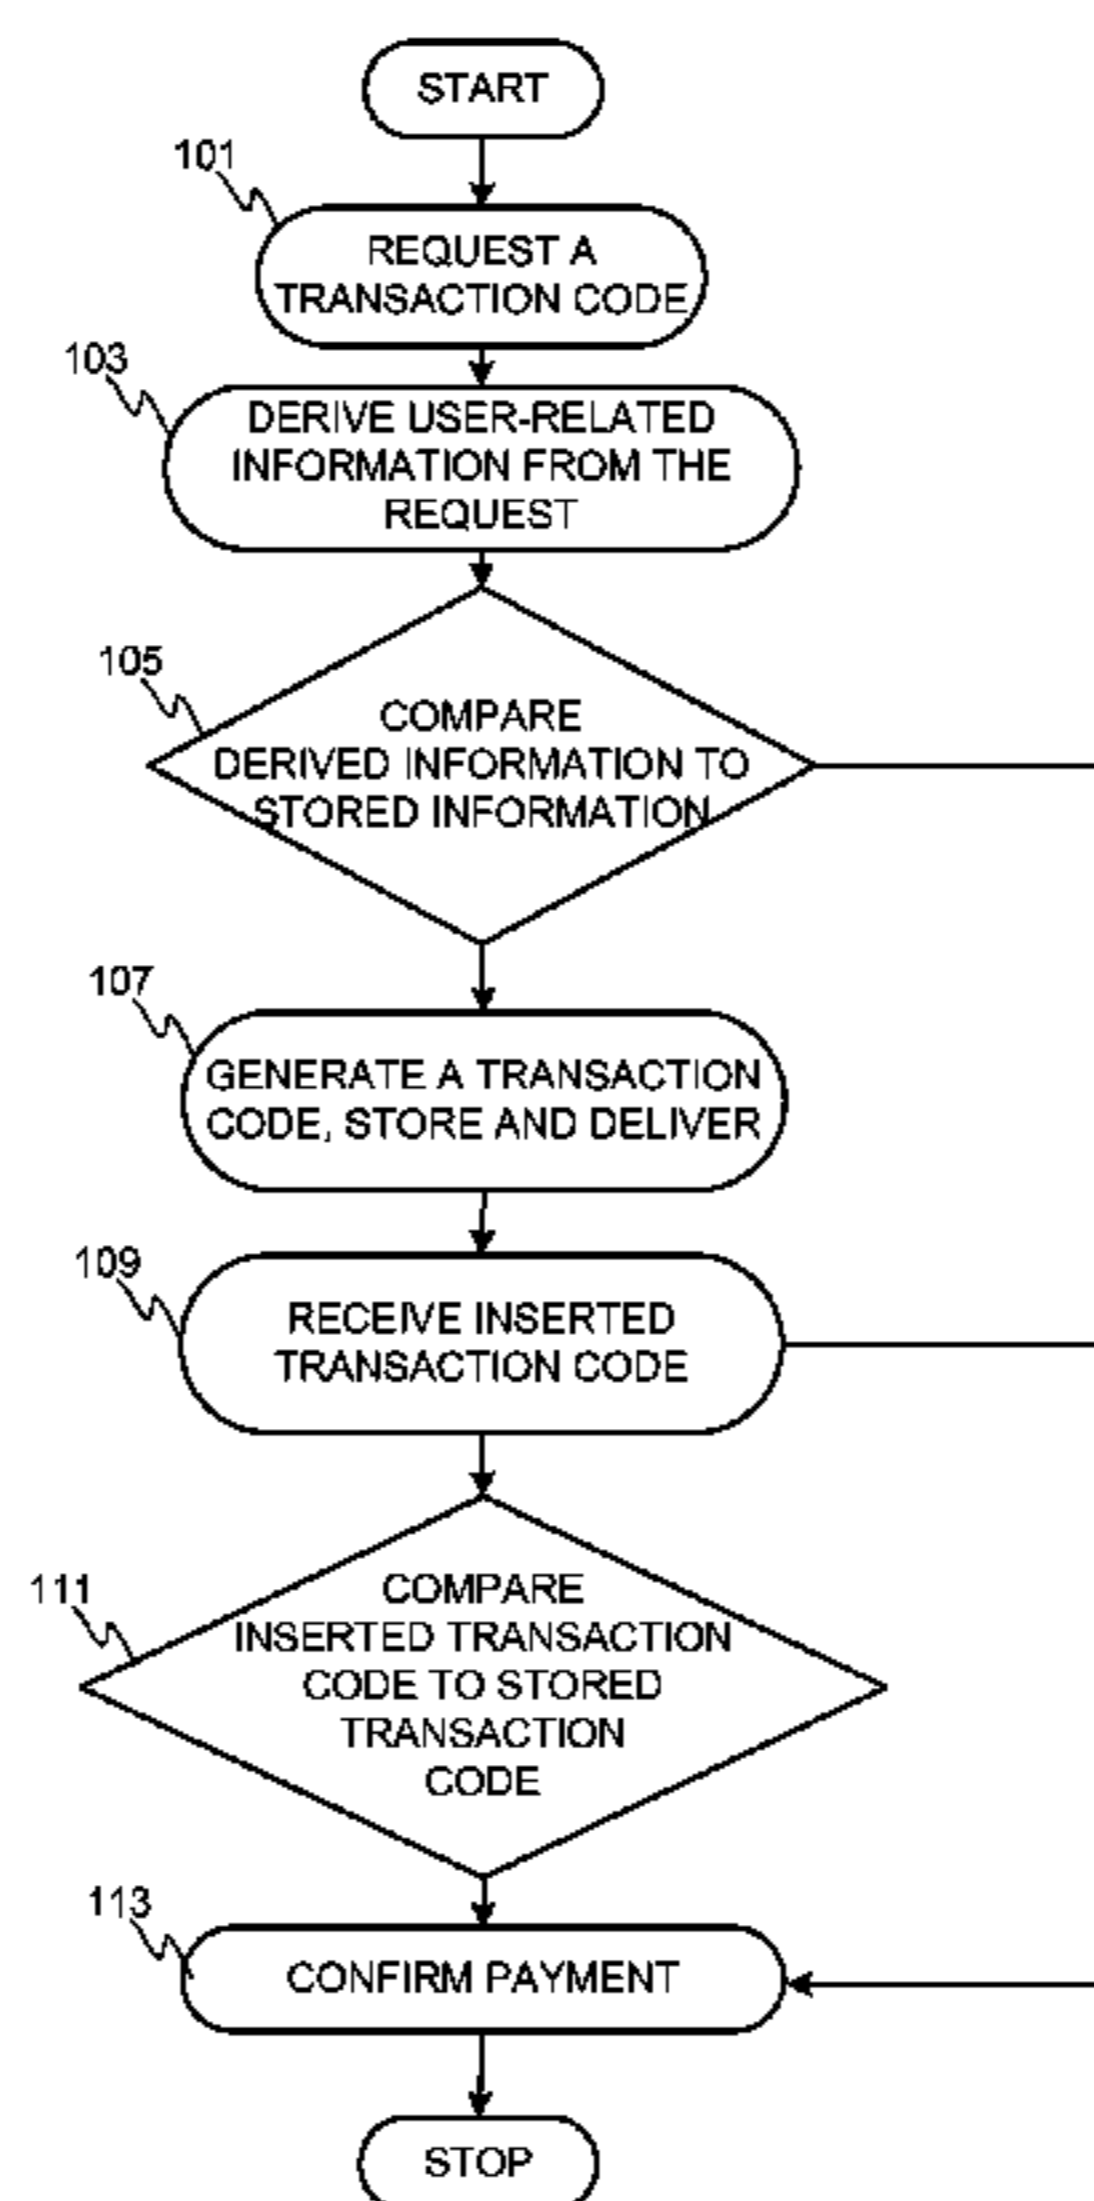 START
101
REQUEST A
TRANSACTION CODE
103
DERIVE USER-RELATED
INFORMATION FROM THE
REQUEST
105
COMPARE
DERIVED INFORMATION TO
STORED INFORMATION
107
GENERATE A TRANSACTION
CODE, STORE AND DELIVER
109
RECEIVE INSERTED
TRANSACTION CODE
111
COMPARE
INSERTED TRANSACTION
CODE TO STORED
TRANSACTION
CODE
113
CONFIRM PAYMENT
STOP